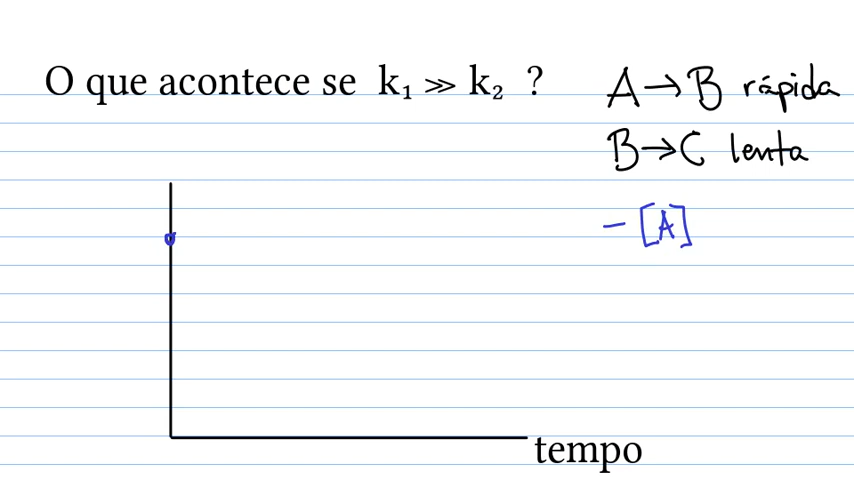 O que acontece se k₁ >> k₂ ?
A → B rápida
B → C lenta
- [A]
tempo